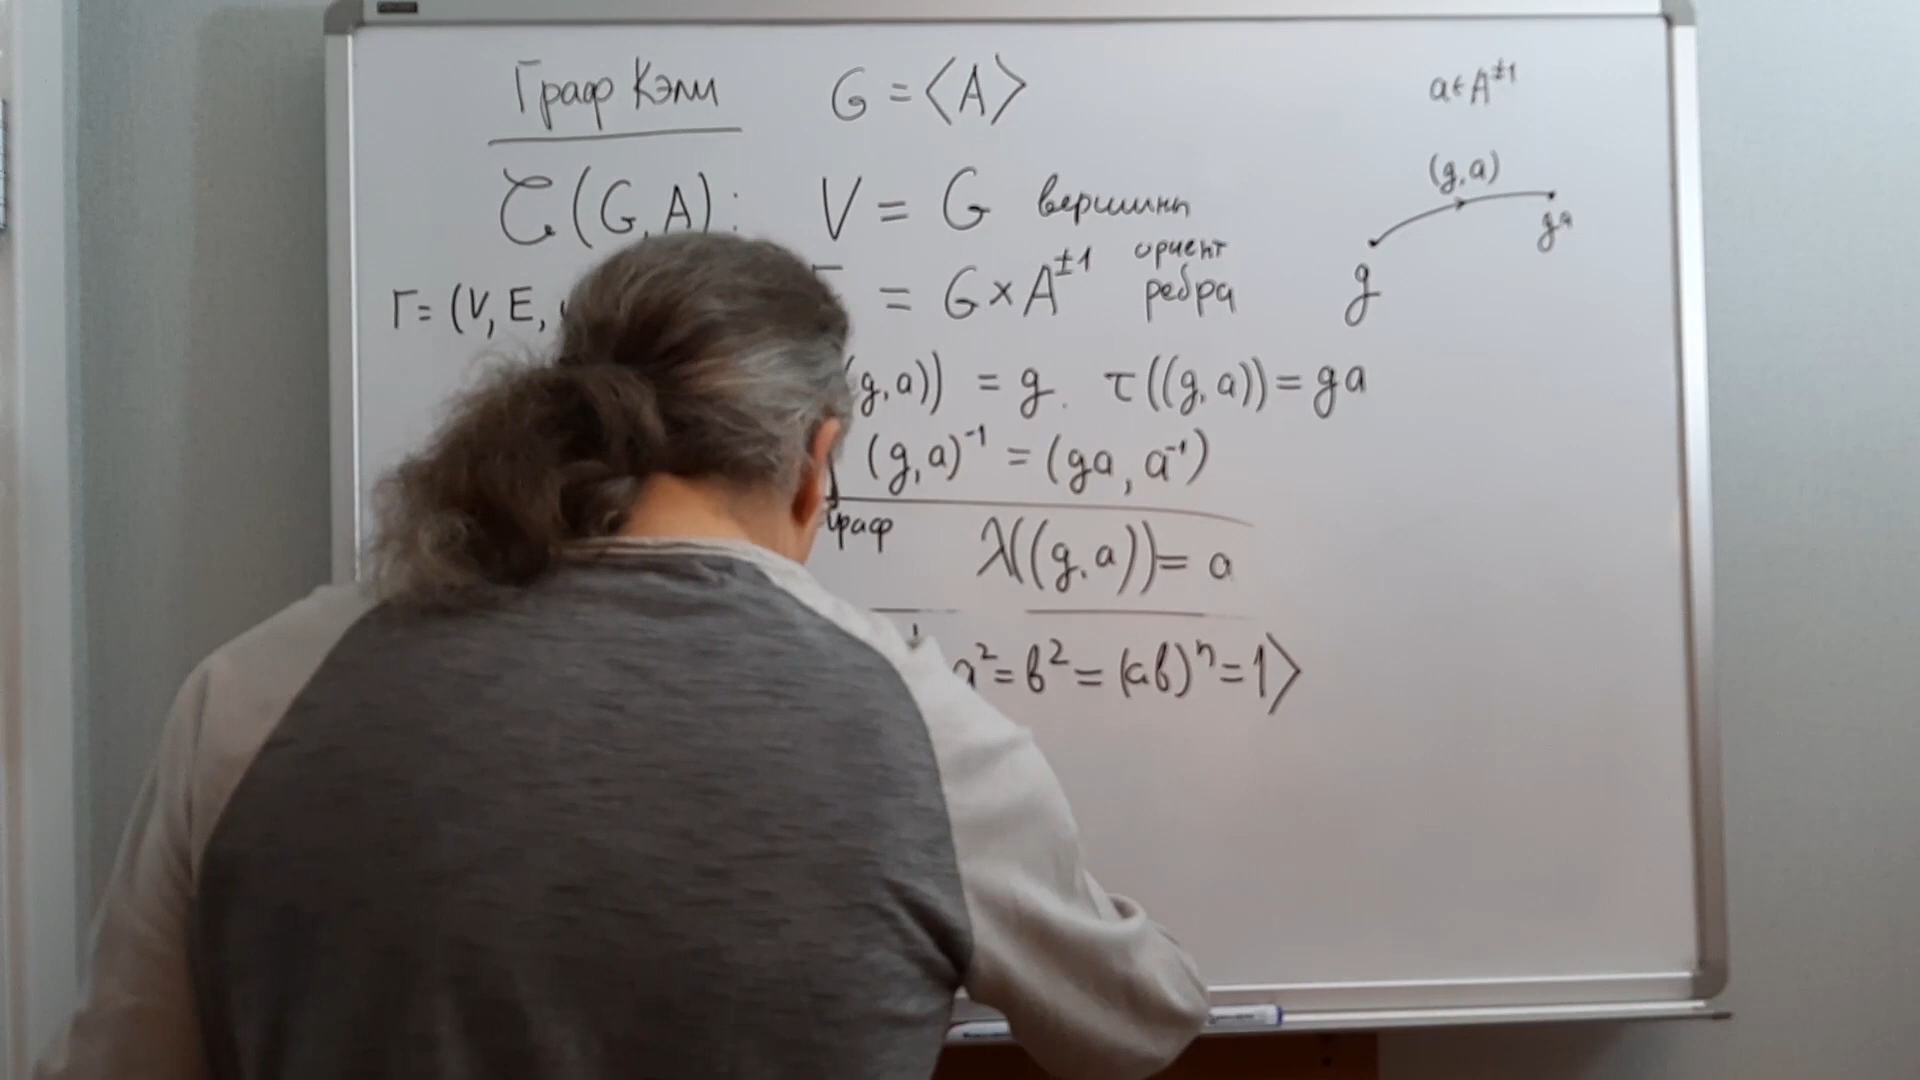 Граф Кэли G = ⟨A⟩
a ∈ A^{±1}
C(G, A): V = G вершины
(g, a)
g ga
Γ = (V, E, = G × A^{±1} ориент ребра
(g, a)) = g. τ((g, a)) = ga
(g, a)^{-1} = (ga, a^{-1})
граф λ((g, a)) = a
a² = b² = (ab)ⁿ = 1⟩